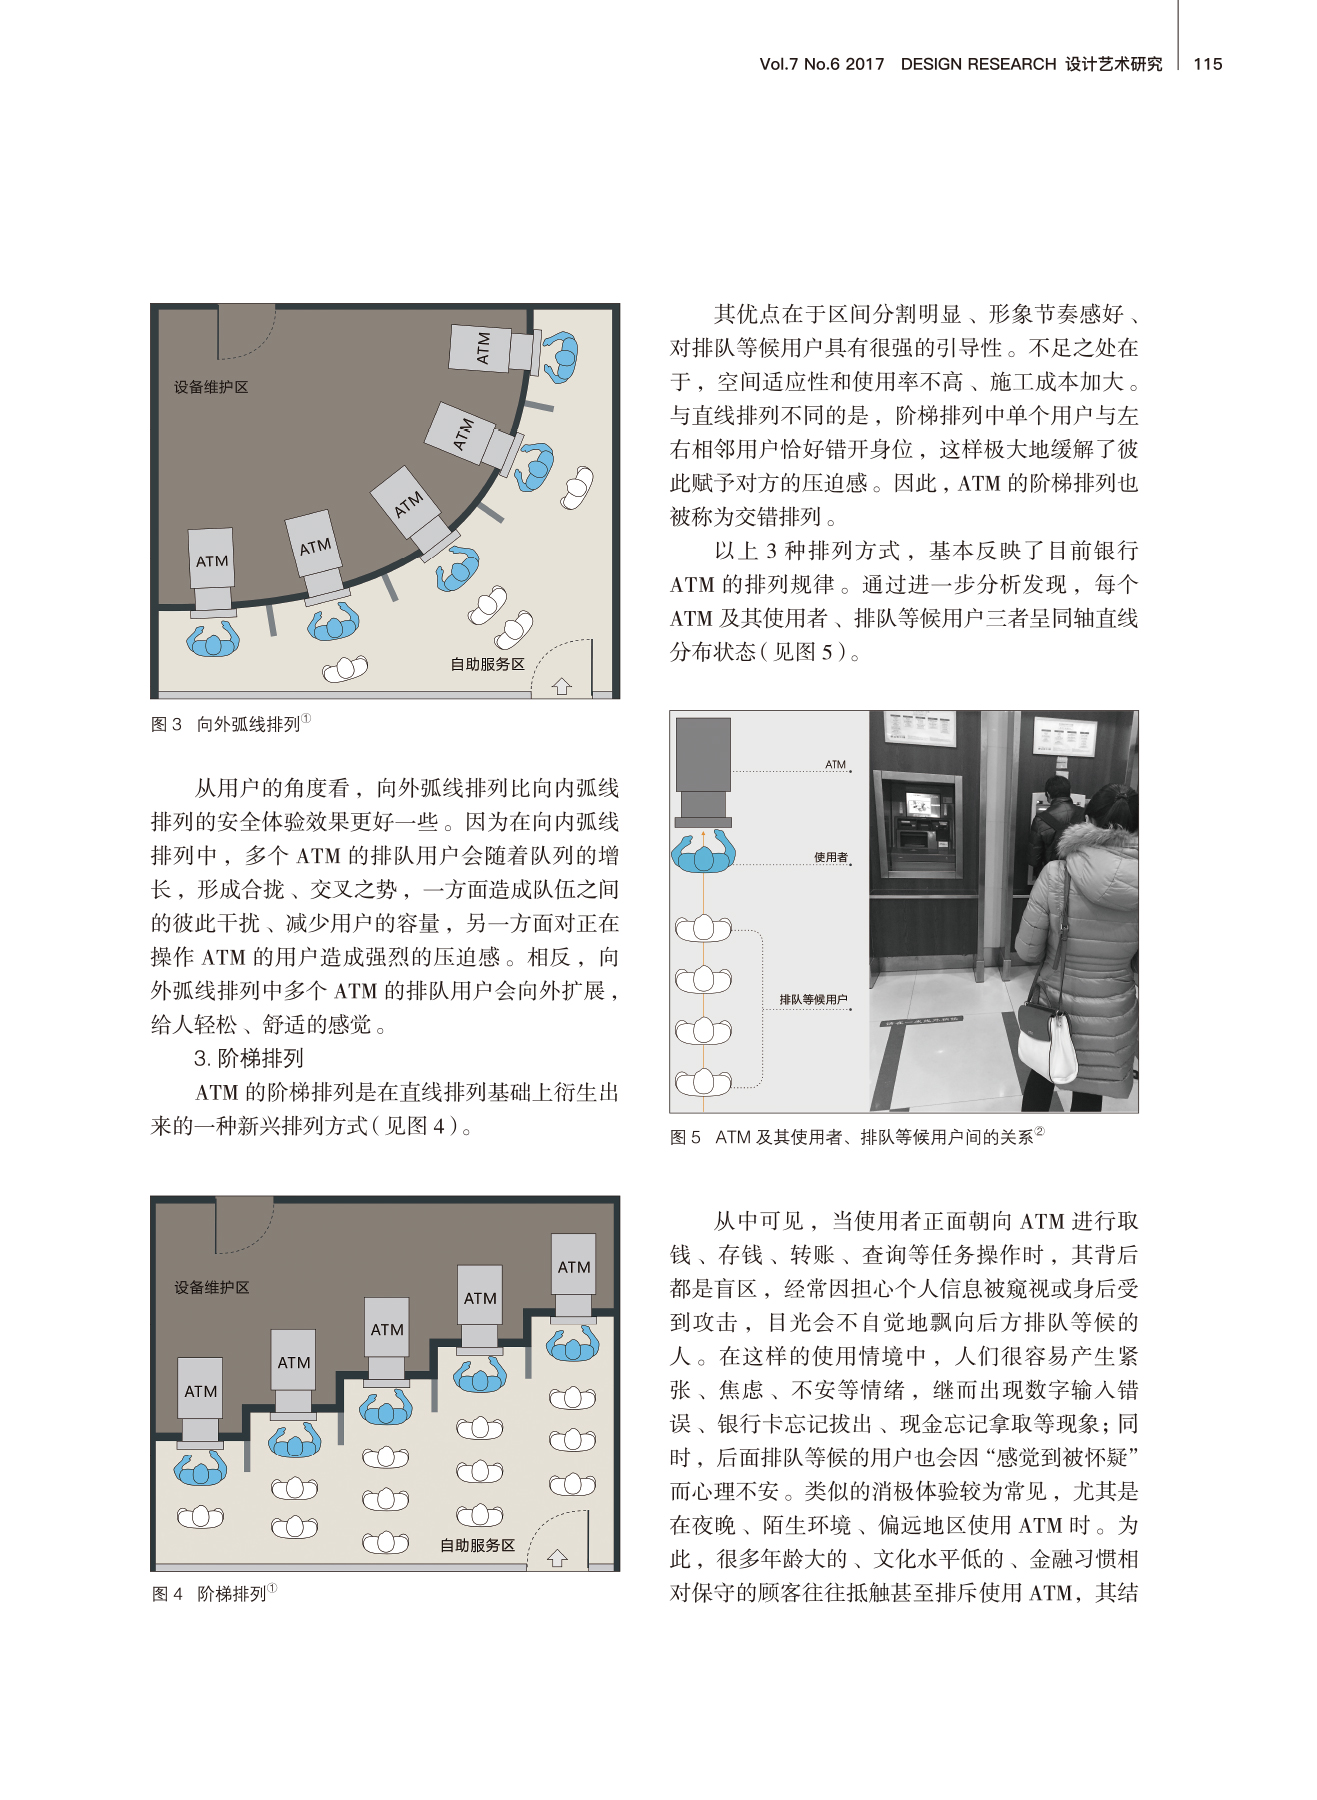 Vol.7 No.6 2017 DESIGN RESEARCH 设计艺术研究 115
设备维护区
ATM
ATM
ATM
ATM
ATM
自助服务区
图 3 向外弧线排列①
从用户的角度看，向外弧线排列比向内弧线
排列的安全体验效果更好一些。因为在向内弧线
排列中，多个 ATM 的排队用户会随着队列的增
长，形成合拢、交叉之势，一方面造成队伍之间
的彼此干扰、减少用户的容量，另一方面对正在
操作 ATM 的用户造成强烈的压迫感。相反，向
外弧线排列中多个 ATM 的排队用户会向外扩展，
给人轻松、舒适的感觉。
3. 阶梯排列
ATM 的阶梯排列是在直线排列基础上衍生出
来的一种新兴排列方式（见图 4）。
设备维护区
ATM
ATM
ATM
ATM
ATM
自助服务区
图 4 阶梯排列①
其优点在于区间分割明显、形象节奏感好、
对排队等候用户具有很强的引导性。不足之处在
于，空间适应性和使用率不高、施工成本加大。
与直线排列不同的是，阶梯排列中单个用户与左
右相邻用户恰好错开身位，这样极大地缓解了彼
此赋予对方的压迫感。因此，ATM 的阶梯排列也
被称为交错排列。
以上 3 种排列方式，基本反映了目前银行
ATM 的排列规律。通过进一步分析发现，每个
ATM 及其使用者、排队等候用户三者呈同轴直线
分布状态（见图 5）。
ATM
使用者
排队等候用户
图 5 ATM 及其使用者、排队等候用户间的关系②
从中可见，当使用者正面朝向 ATM 进行取
钱、存钱、转账、查询等任务操作时，其背后
都是盲区，经常因担心个人信息被窥视或身后受
到攻击，目光会不自觉地飘向后方排队等候的
人。在这样的使用情境中，人们很容易产生紧
张、焦虑、不安等情绪，继而出现数字输入错
误、银行卡忘记拔出、现金忘记拿取等现象；同
时，后面排队等候的用户也会因“感觉到被怀疑”
而心理不安。类似的消极体验较为常见，尤其是
在夜晚、陌生环境、偏远地区使用 ATM 时。为
此，很多年龄大的、文化水平低的、金融习惯相
对保守的顾客往往抵触甚至排斥使用 ATM，其结